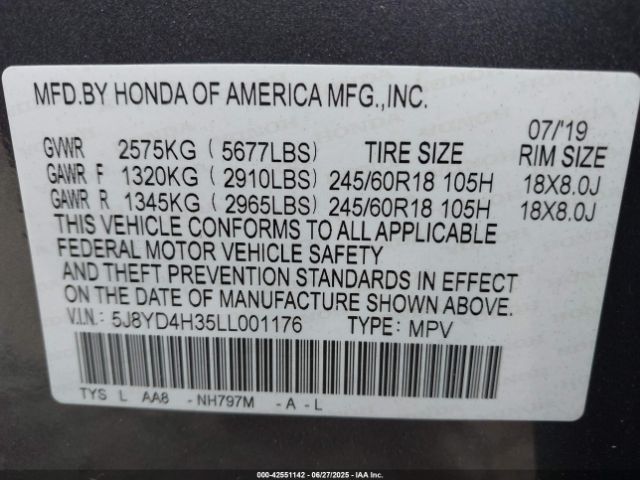 MFD.BY HONDA OF AMERICA MFG.,INC.
07/'19
GVWR 2575KG ( 5677LBS) TIRE SIZE RIM SIZE
GAWR F 1320KG ( 2910LBS) 245/60R18 105H 18X8.0J
GAWR R 1345KG ( 2965LBS) 245/60R18 105H 18X8.0J
THIS VEHICLE CONFORMS TO ALL APPLICABLE
FEDERAL MOTOR VEHICLE SAFETY
AND THEFT PREVENTION STANDARDS IN EFFECT
ON THE DATE OF MANUFACTURE SHOWN ABOVE.
V.I.N.: 5J8YD4H35LL001176 TYPE: MPV
TYS L AA8 -NH797M -A -L
000-42551142 - 06/27/2025 - IAA Inc.